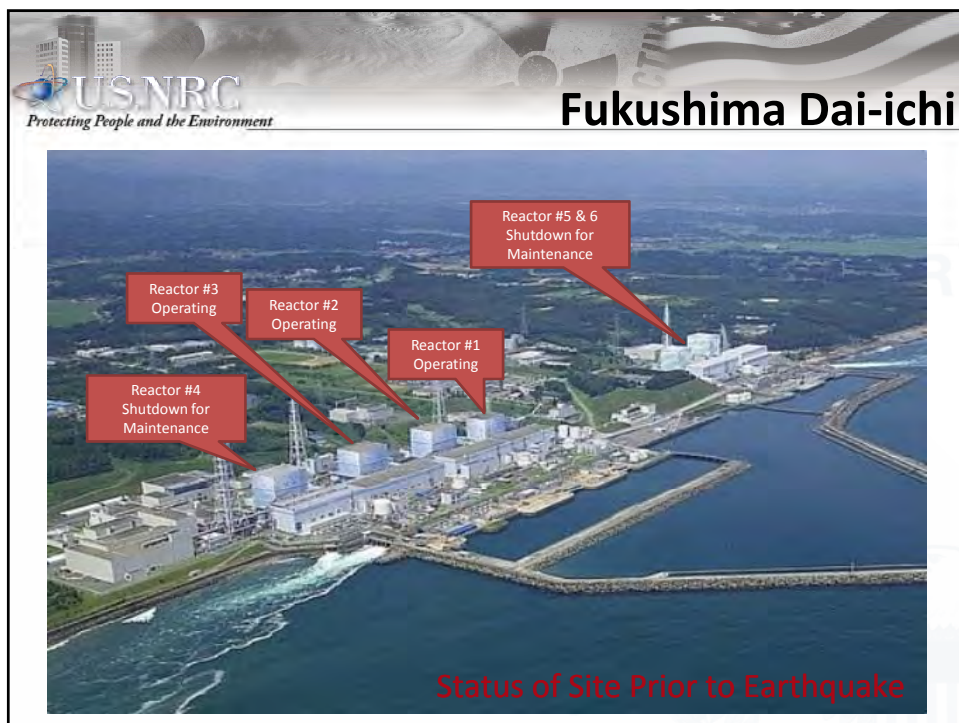 U.S.NRC
Protecting People and the Environment
Fukushima Dai-ichi
Reactor #5 & 6
Shutdown for
Maintenance
Reactor #3
Operating
Reactor #2
Operating
Reactor #1
Operating
Reactor #4
Shutdown for
Maintenance
Status of Site Prior to Earthquake